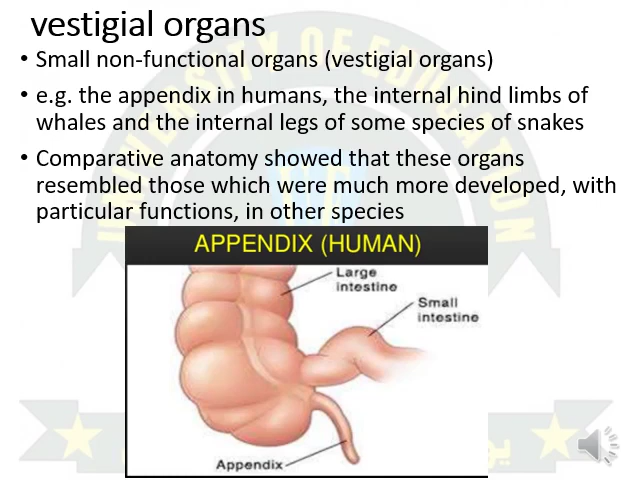 vestigial organs
• Small non-functional organs (vestigial organs)
• e.g. the appendix in humans, the internal hind limbs of
whales and the internal legs of some species of snakes
• Comparative anatomy showed that these organs
resembled those which were much more developed, with
particular functions, in other species
APPENDIX (HUMAN)
Large
intestine
Small
intestine
Appendix